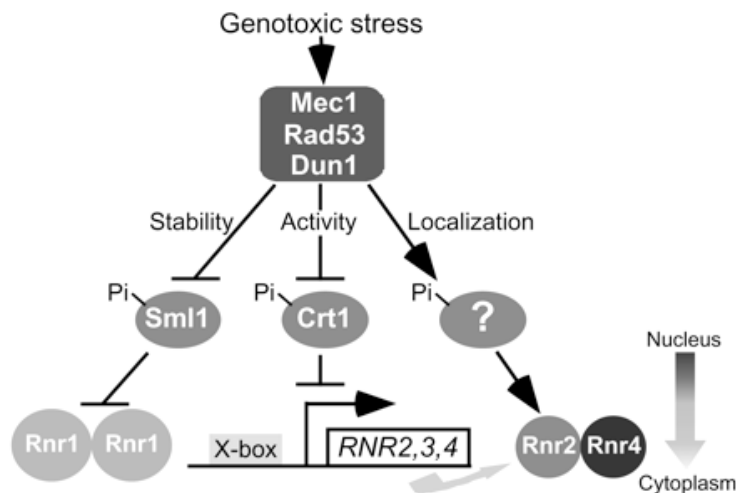 Genotoxic stress
Mec1
Rad53
Dun1
Stability
Activity
Localization
Pi
Sml1
Pi
Crt1
Pi
?
Nucleus
Rnr1
Rnr1
X-box
RNR2,3,4
Rnr2
Rnr4
Cytoplasm